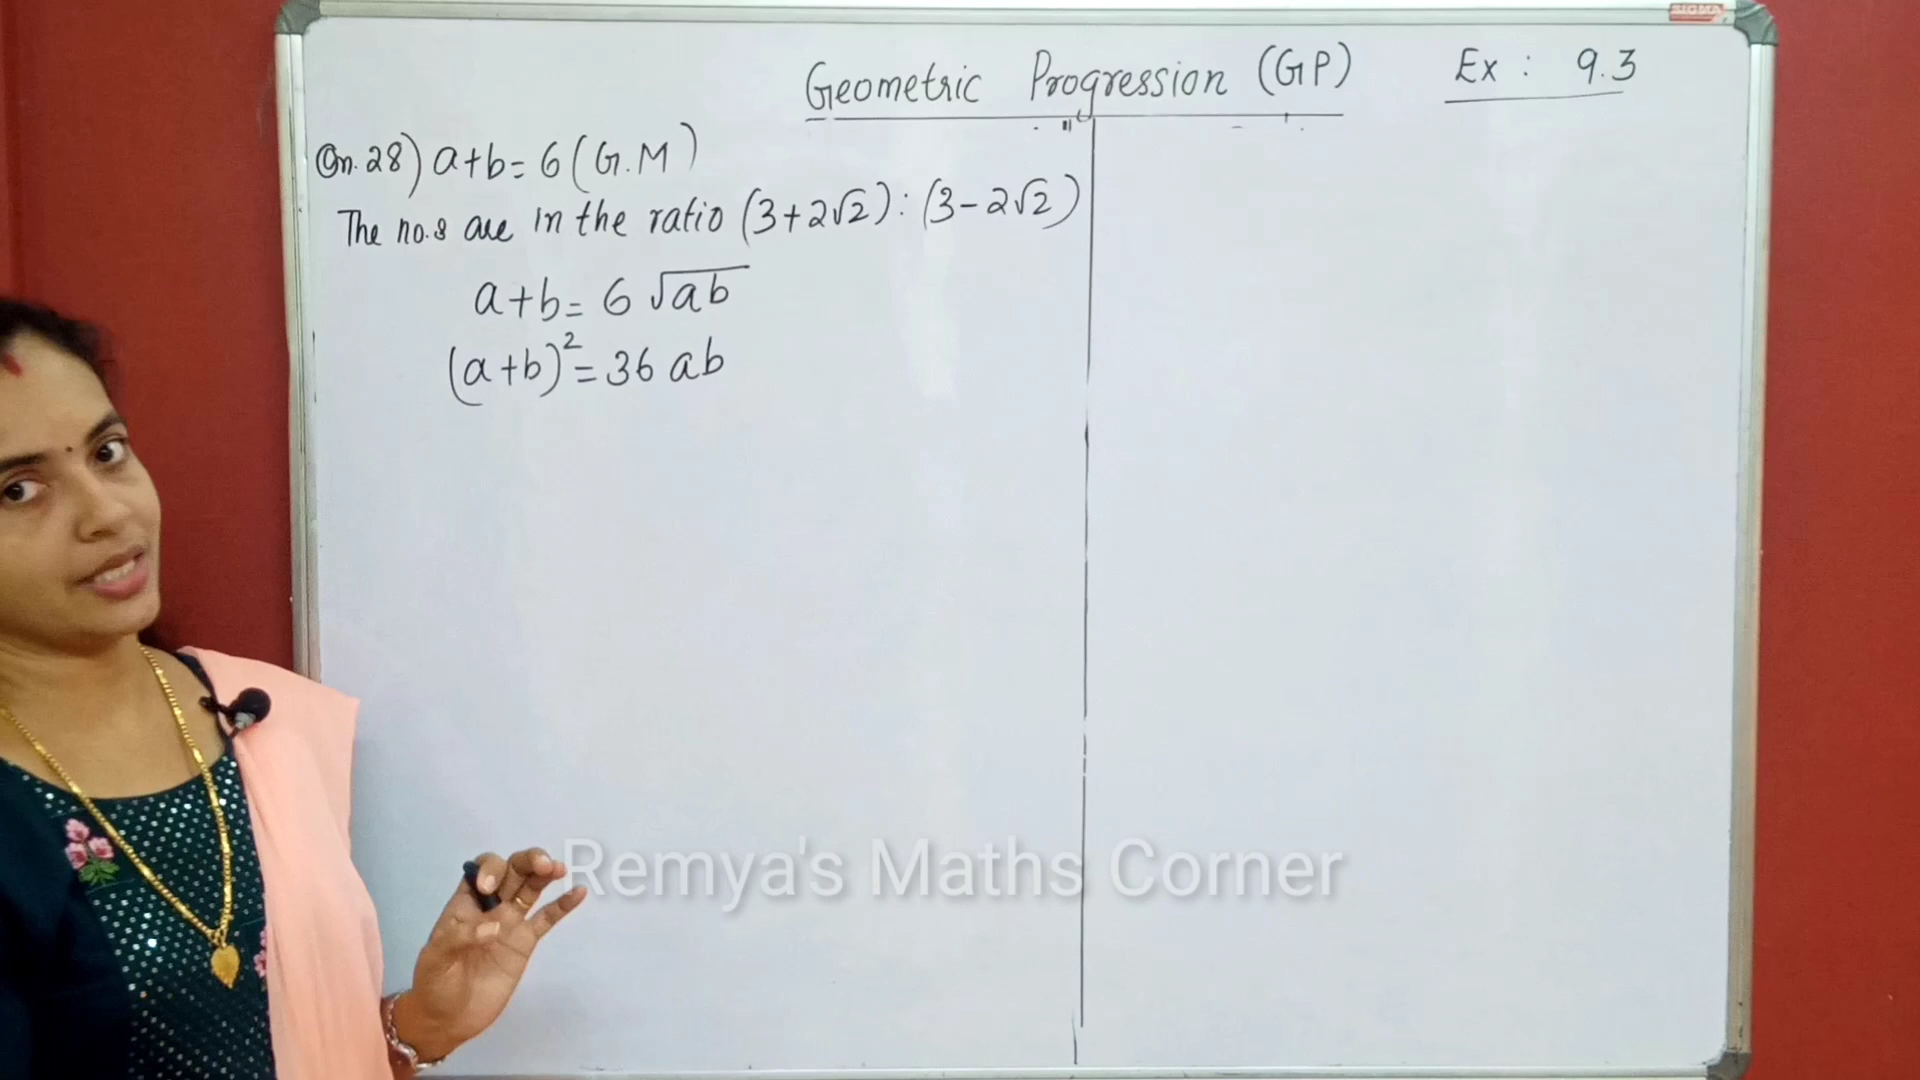 SIGMA
Geometric Progression (GP) Ex : 9.3
Qn. 28) a+b = 6 (G.M)
The no.s are in the ratio (3+2√2) : (3-2√2)
a+b = 6 √ab
(a+b)² = 36 ab
Remya's Maths Corner